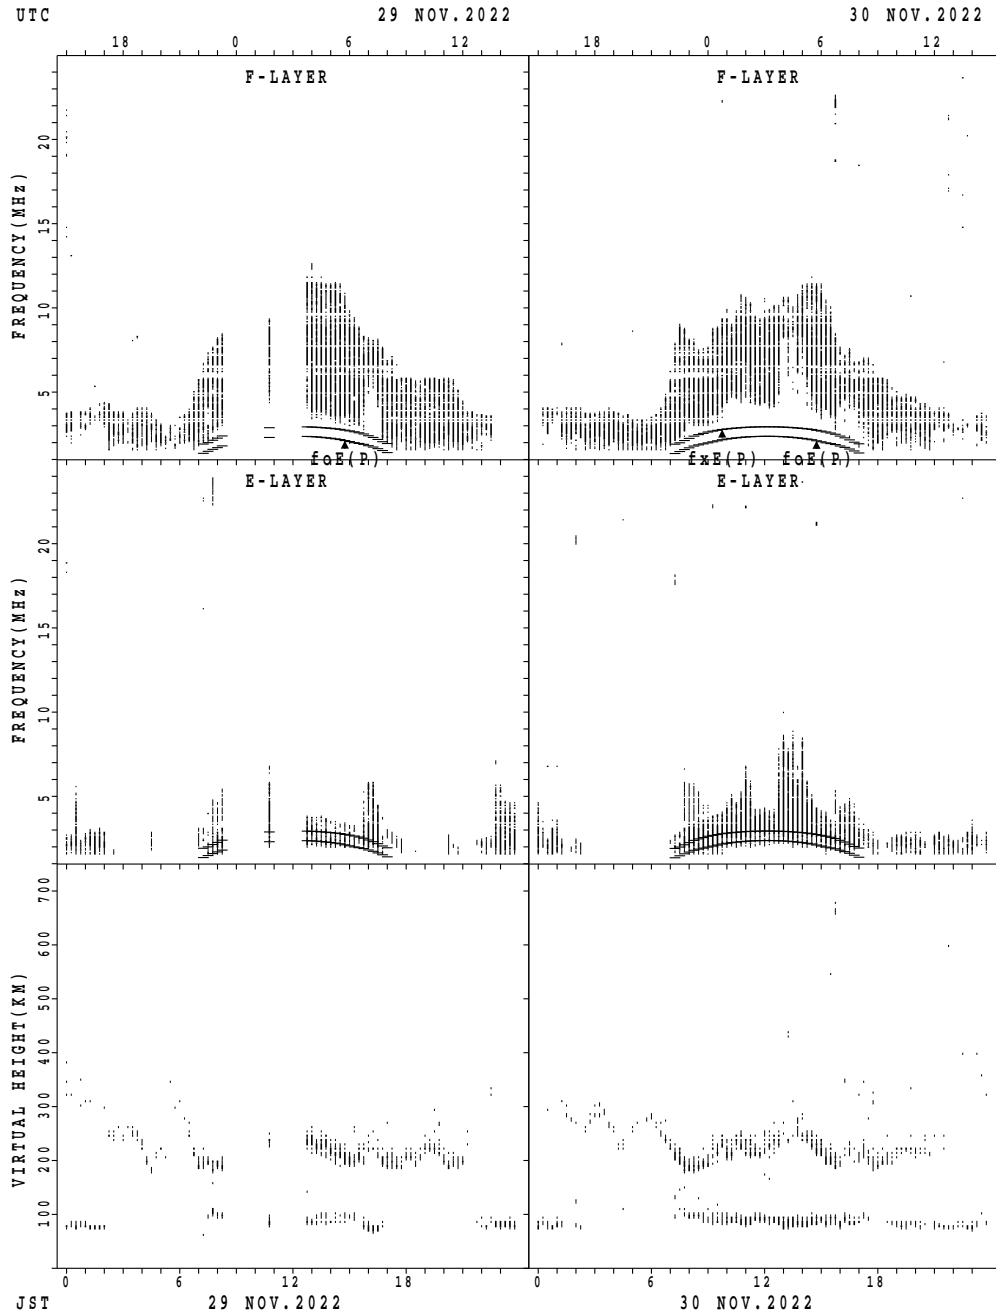 UTC 29 NOV.2022 30 NOV.2022
18 0 6 12 18 0 6 12
F-LAYER F-LAYER
FREQUENCY(MHz)
20
15
10
5
foE(P) fxE(P) foE(P)
E-LAYER E-LAYER
FREQUENCY(MHz)
20
15
10
5
VIRTUAL HEIGHT(KM)
700
600
500
400
300
200
100
0 6 12 18 0 6 12 18
JST 29 NOV.2022 30 NOV.2022